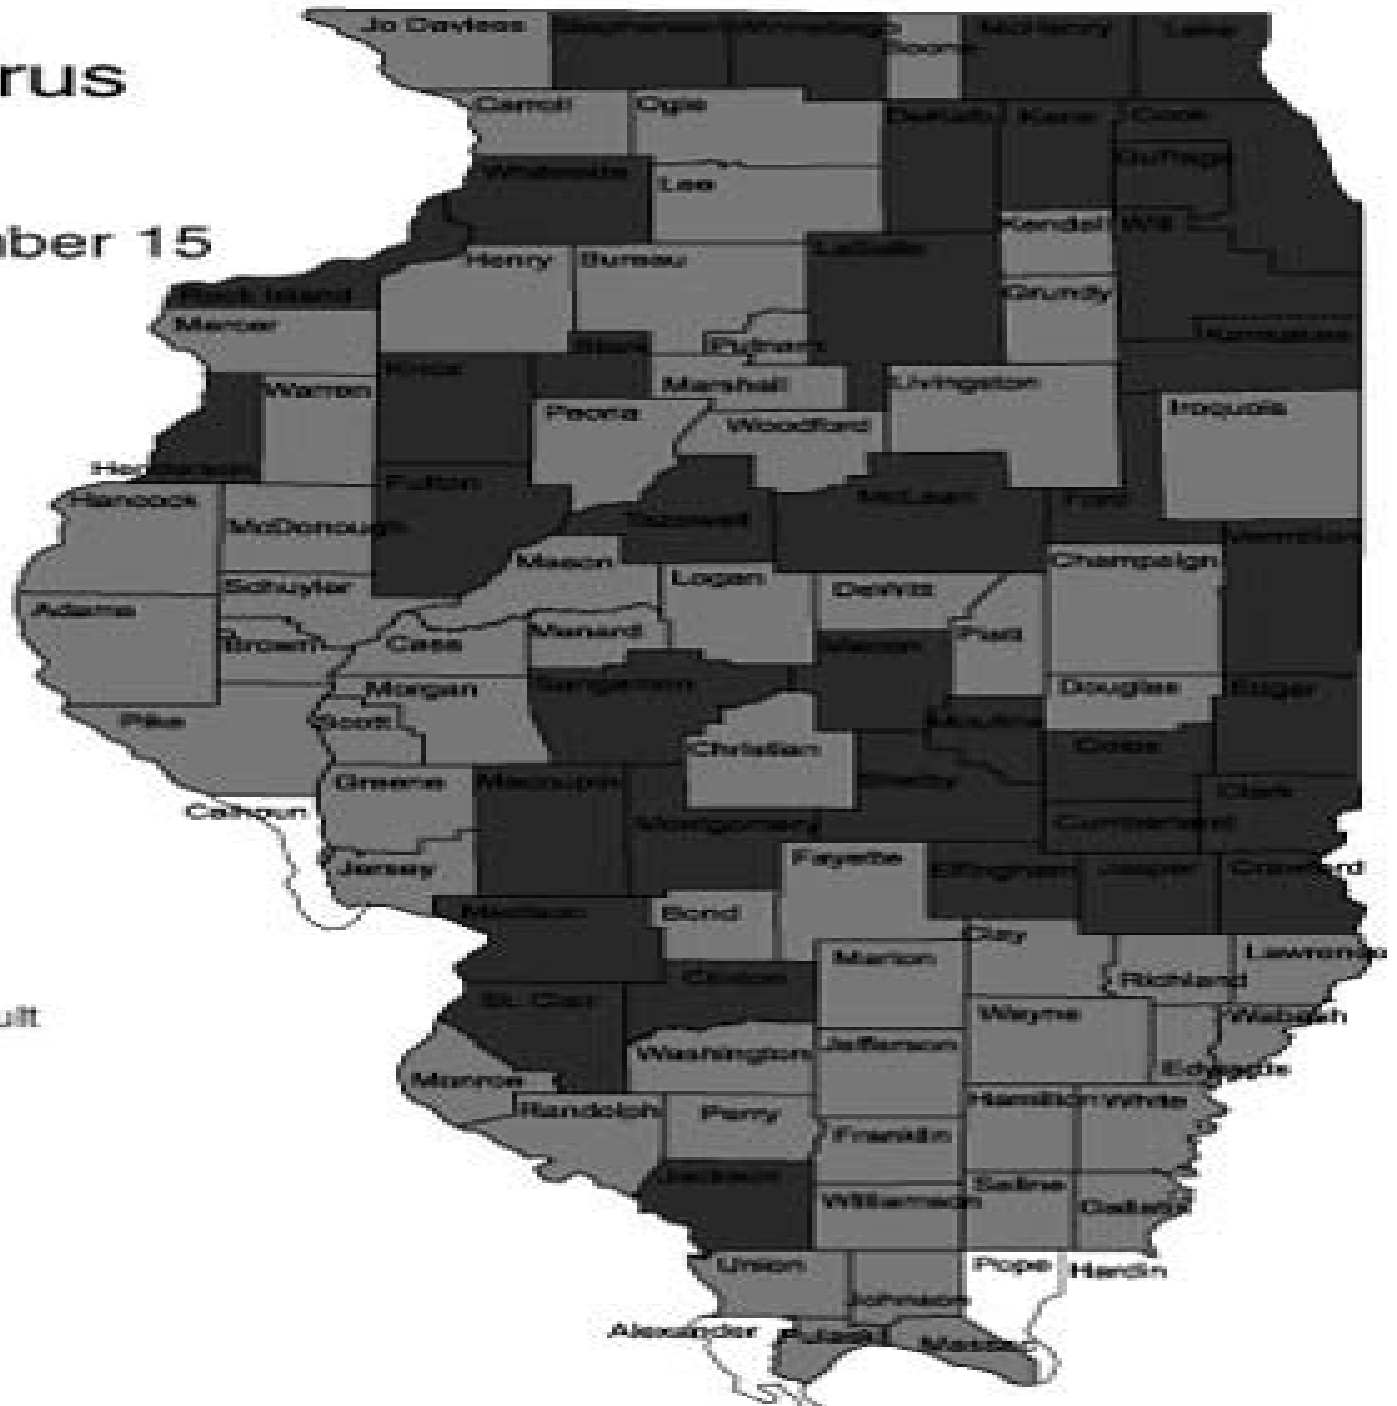 Jo Daviess
Stephenson
Winnebago
Boone
McHenry
Lake
rus
Carroll
Ogle
DeKalb
Kane
Cook
DuPage
Whiteside
Lee
Kendall
Will
ber 15
Henry
Bureau
LaSalle
Rock Island
Grundy
Mercer
Kankakee
Stark
Putnam
Knox
Marshall
Livingston
Warren
Peoria
Woodford
Iroquois
Henderson
Fulton
McLean
Ford
Hancock
McDonough
Tazewell
Vermilion
Mason
Champaign
Schuyler
Logan
DeWitt
Adams
Brown
Cass
Menard
Macon
Piatt
Morgan
Sangamon
Douglas
Edgar
Pike
Scott
Moultrie
Christian
Coles
Greene
Macoupin
Shelby
Clark
Calhoun
Montgomery
Cumberland
Jersey
Fayette
Effingham
Jasper
Crawford
Madison
Bond
Clay
Marion
Lawrence
Clinton
Richland
St. Clair
ult
Wayne
Wabash
Washington
Jefferson
Edwards
Monroe
Randolph
Perry
Hamilton
White
Franklin
Jackson
Saline
Williamson
Gallatin
Union
Pope
Hardin
Johnson
Alexander
Pulaski
Massac